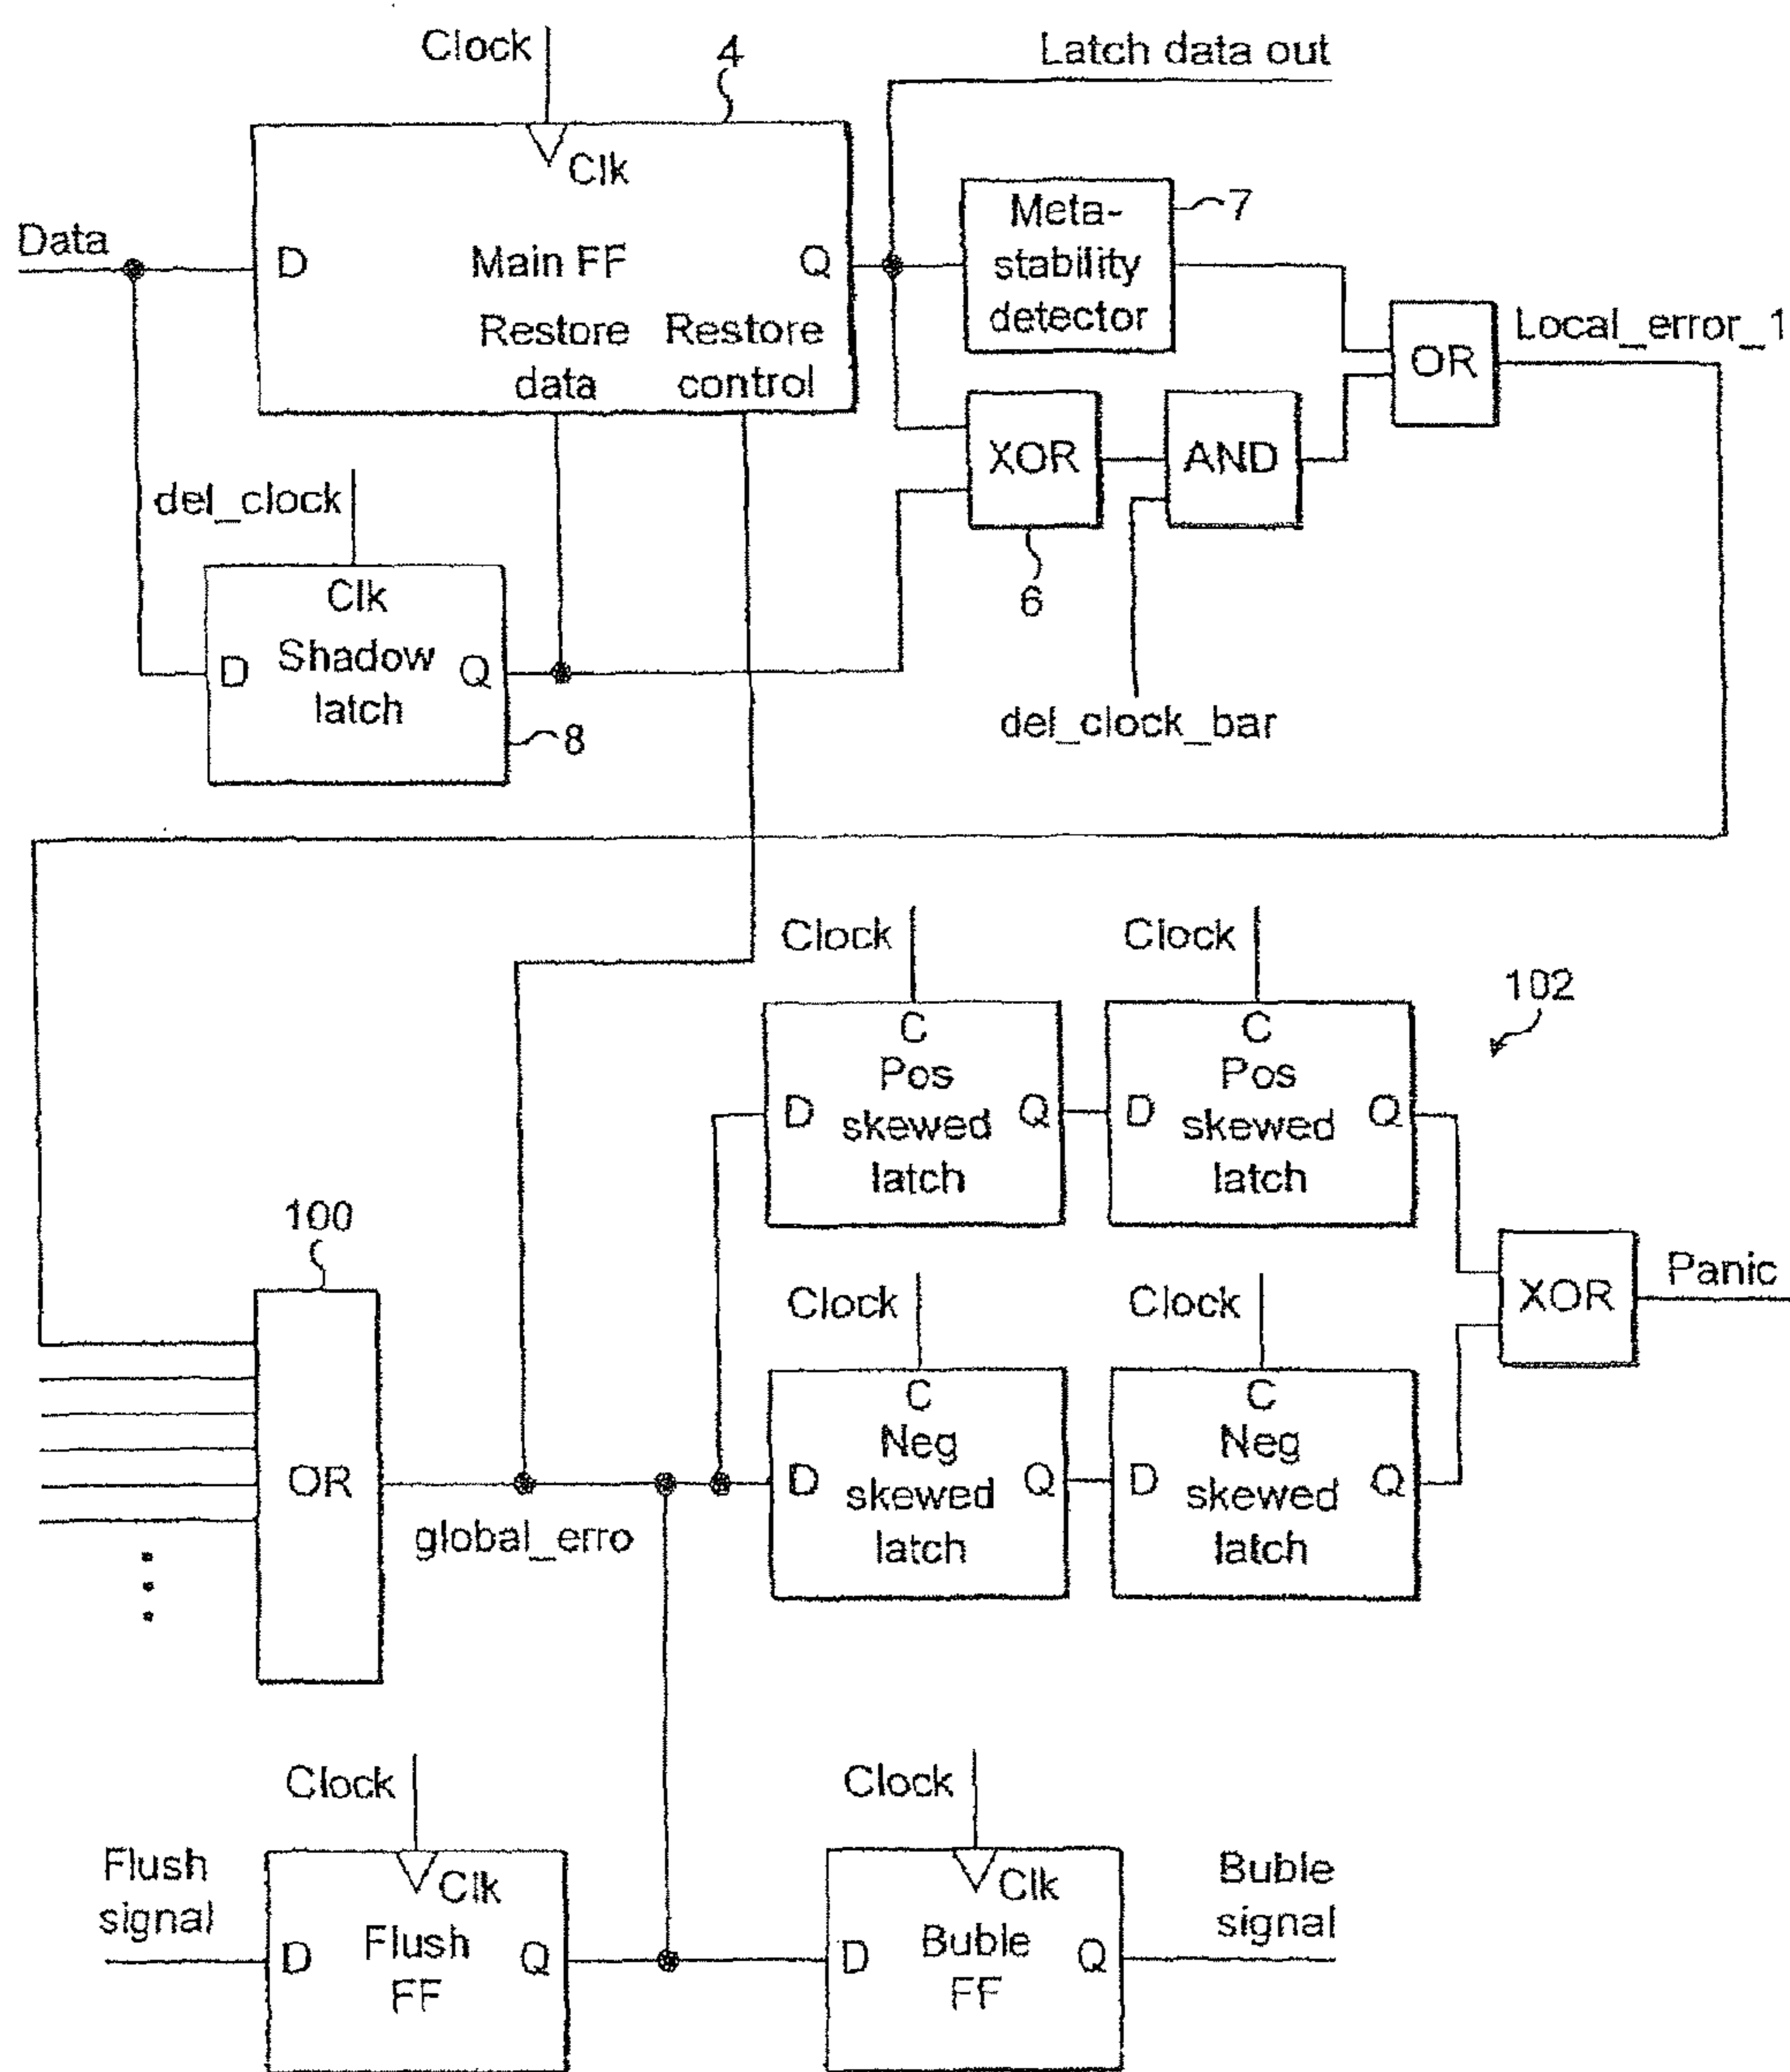 Clock
4
Latch data out
Clk
Data
D
Main FF
Q
Restore
data
Restore
control
Meta-
stability
detector
7
OR
Local_error_1
XOR
6
AND
del_clock_bar
del_clock
Clk
D
Shadow
latch
Q
8
Clock
C
D
Pos
skewed
latch
Q
Clock
C
D
Pos
skewed
latch
Q
102
100
OR
global_erro
Clock
C
D
Neg
skewed
latch
Q
Clock
C
D
Neg
skewed
latch
Q
XOR
Panic
Flush
signal
Clock
Clk
D
Flush
FF
Q
Clock
Clk
D
Buble
FF
Q
Buble
signal